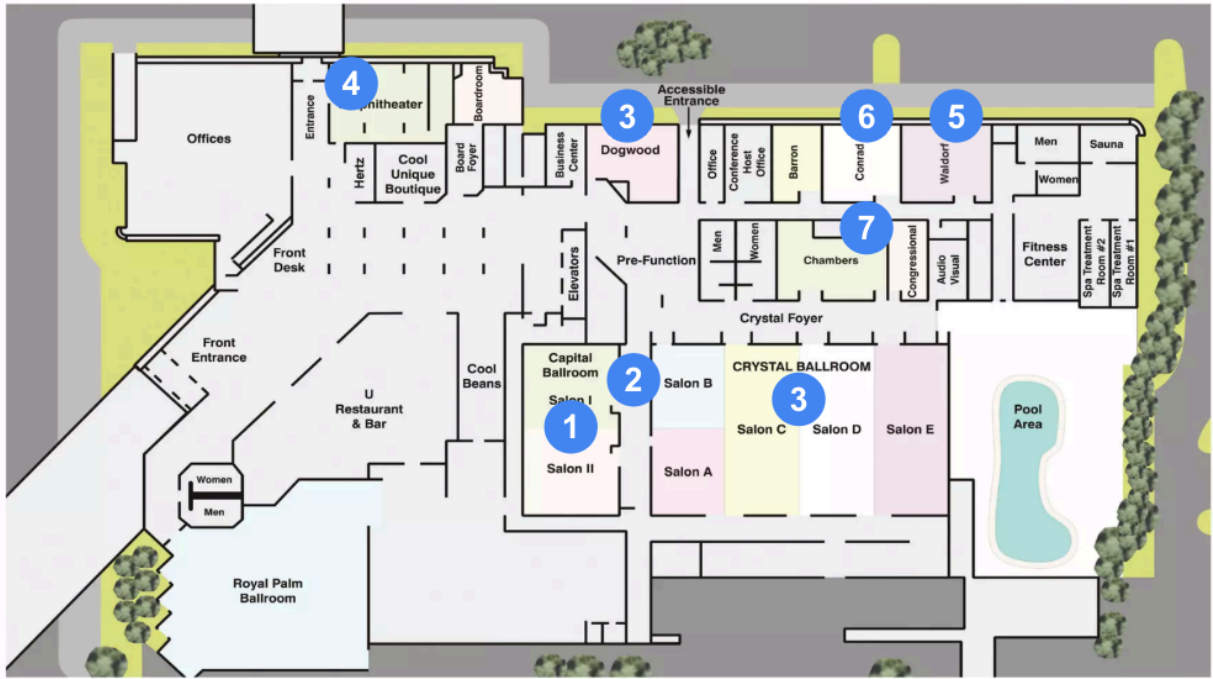 4
Amphitheater
Boardroom
Accessible
Entrance
3
Dogwood
6
5
Offices
Entrance
Hertz
Cool
Unique
Boutique
Board
Foyer
Business
Center
Office
Conference
Host
Office
Barron
Conrad
Waldorf
Men
Sauna
Women
Front
Desk
Elevators
Pre-Function
Men
Women
7
Chambers
Congressional
Audio
Visual
Fitness
Center
Spa Treatment
Room #2
Spa Treatment
Room #1
Crystal Foyer
Front
Entrance
Cool
Beans
Capital
Ballroom
Salon I
2
1
Salon II
Salon B
CRYSTAL BALLROOM
3
Salon C
Salon D
Salon E
Salon A
Pool
Area
U
Restaurant
& Bar
Women
Men
Royal Palm
Ballroom